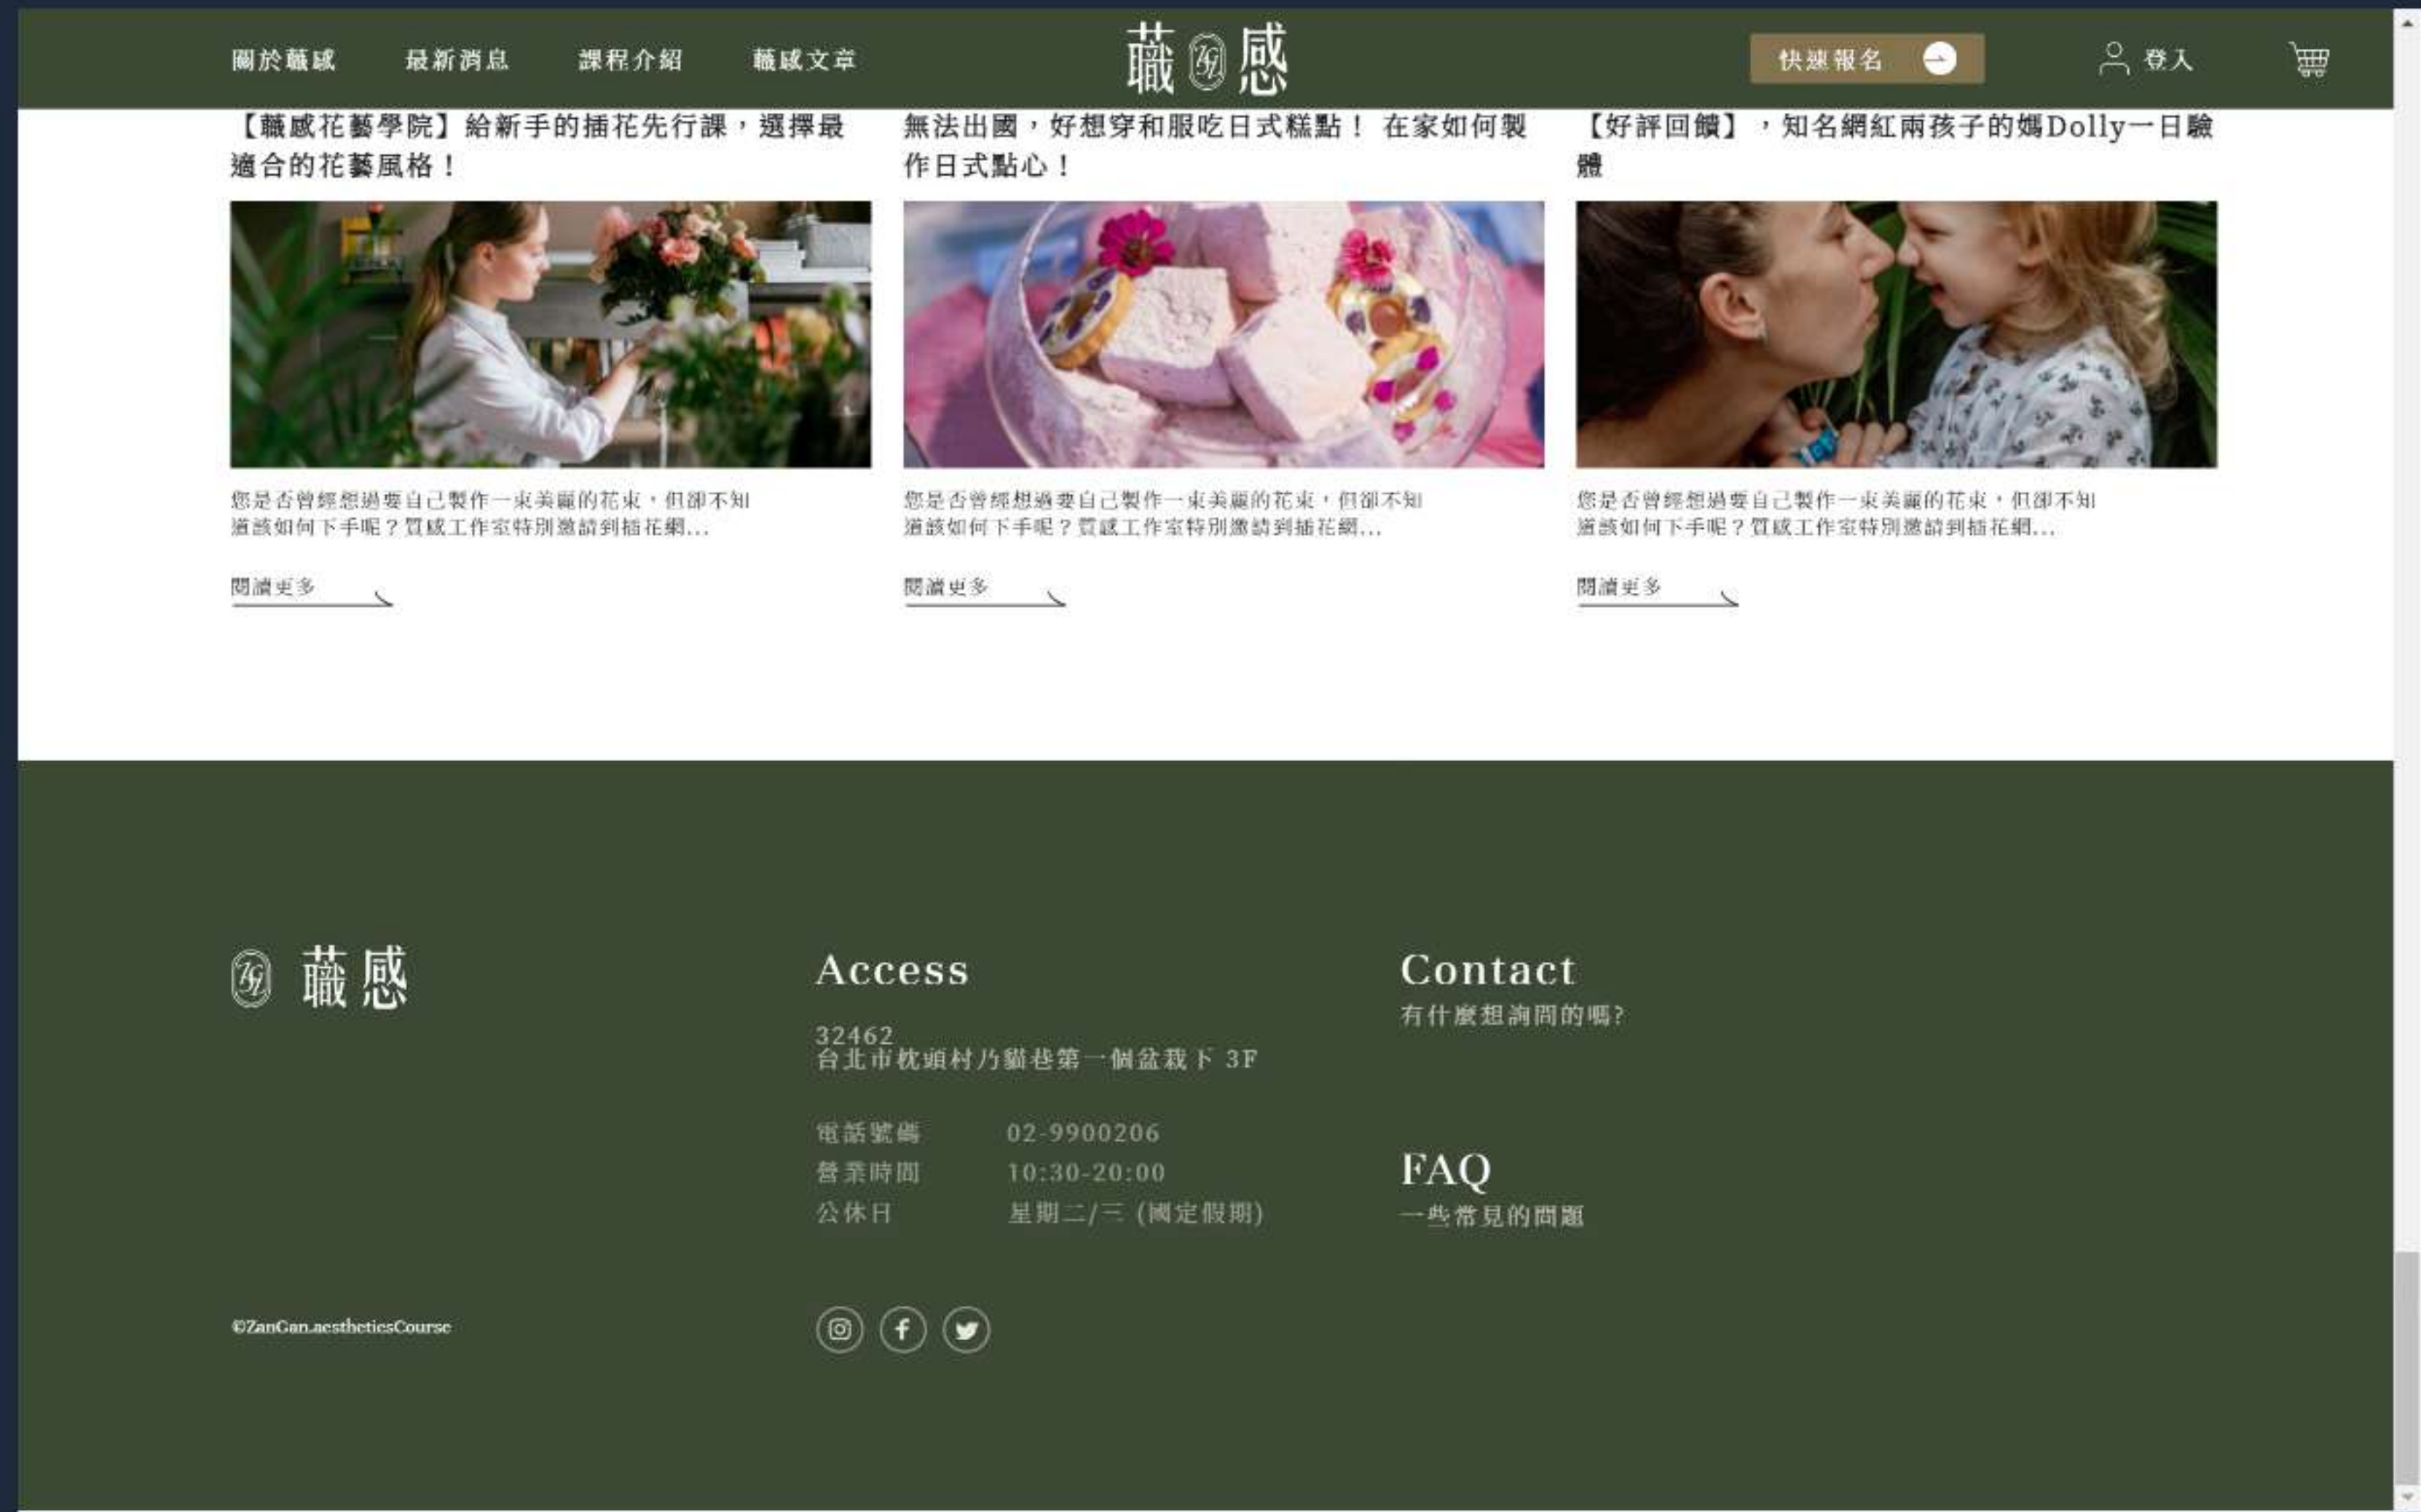 關於蘵感
最新消息
課程介紹
蘵感文章
蘵感
快速報名
登入
【蘵感花藝學院】給新手的插花先行課，選擇最
適合的花藝風格！
無法出國，好想穿和服吃日式糕點！ 在家如何製
作日式點心！
【好評回饋】，知名網紅兩孩子的媽Dolly一日驗
體
您是否曾經想過要自己製作一束美麗的花束，但卻不知
道該如何下手呢？質感工作室特別邀請到插花網...
閱讀更多
您是否曾經想過要自己製作一束美麗的花束，但卻不知
道該如何下手呢？質感工作室特別邀請到插花網...
閱讀更多
您是否曾經想過要自己製作一束美麗的花束，但卻不知
道該如何下手呢？質感工作室特別邀請到插花網...
閱讀更多
蘵感
©ZanGan.aestheticsCourse
Access
32462
台北市枕頭村乃貓巷第一個盆栽下 3F
電話號碼 02-9900206
營業時間 10:30-20:00
公休日 星期二/三 (國定假期)
Contact
有什麼想詢問的嗎?
FAQ
一些常見的問題